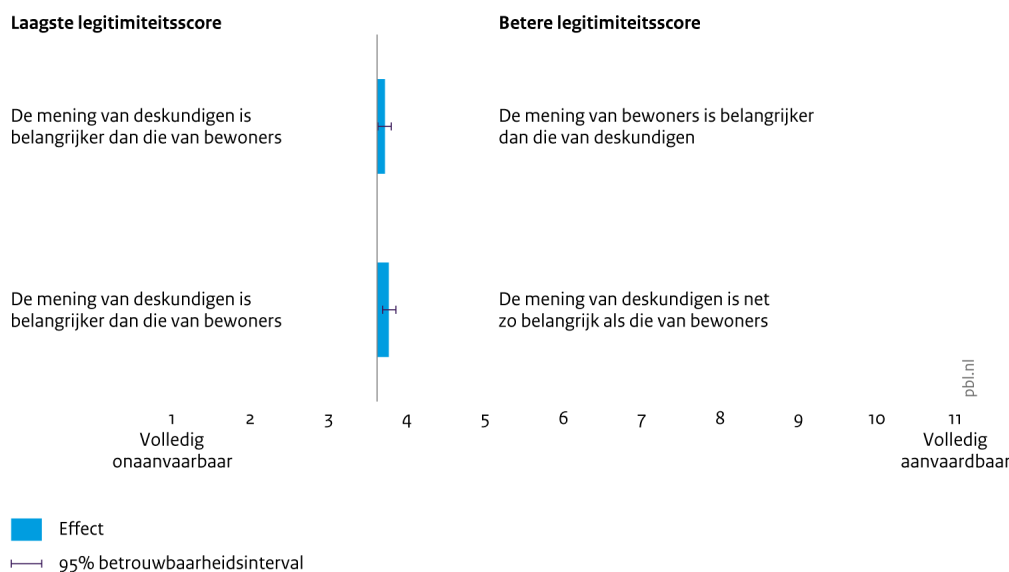 Laagste legitimiteitsscore
Betere legitimiteitsscore
De mening van deskundigen is
belangrijker dan die van bewoners
De mening van bewoners is belangrijker
dan die van deskundigen
De mening van deskundigen is
belangrijker dan die van bewoners
De mening van deskundigen is net
zo belangrijk als die van bewoners
pbl.nl
1 2 3 4 5 6 7 8 9 10 11
Volledig
onaanvaarbaar
Volledig
aanvaardbaar
Effect
95% betrouwbaarheidsinterval